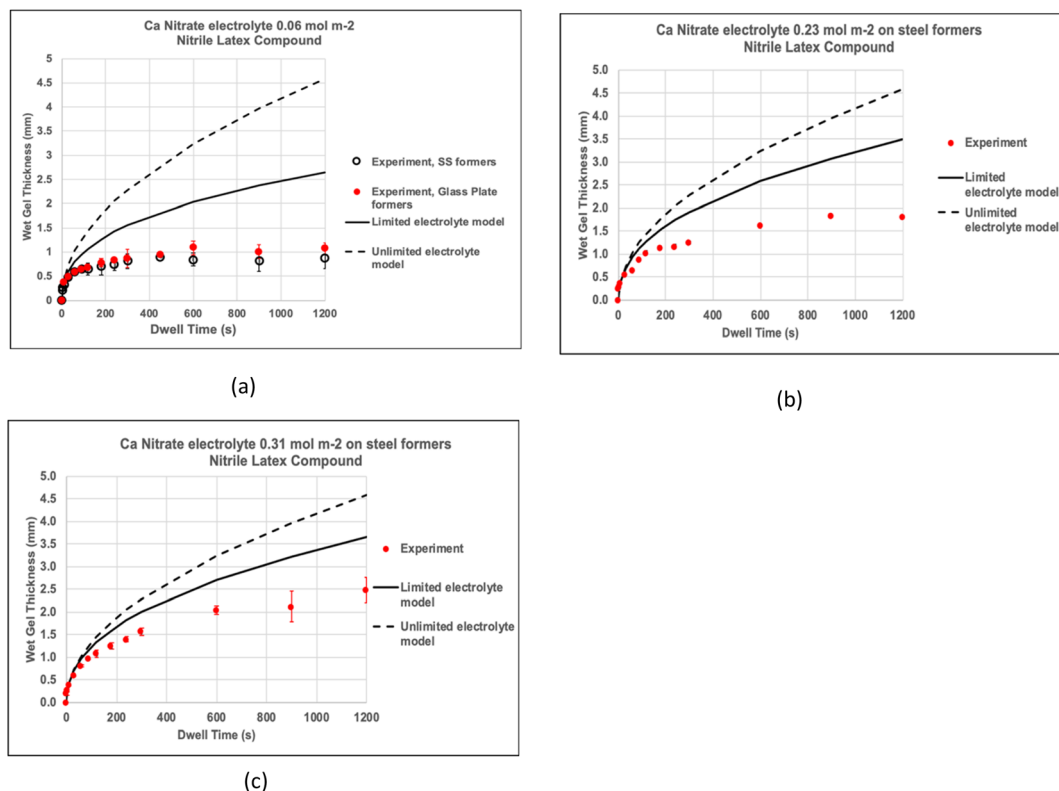 Ca Nitrate electrolyte 0.06 mol m-2
Nitrile Latex Compound
Wet Gel Thickness (mm)
5
4.5
4
3.5
3
2.5
2
1.5
1
0.5
0
0 200 400 600 800 1000 1200
Dwell Time (s)
Experiment, SS formers
Experiment, Glass Plate
formers
Limited electrolyte model
Unlimited electrolyte
model
(a)
Ca Nitrate electrolyte 0.23 mol m-2 on steel formers
Nitrile Latex Compound
Wet Gel Thickness (mm)
5.0
4.5
4.0
3.5
3.0
2.5
2.0
1.5
1.0
0.5
0.0
0 200 400 600 800 1000 1200
Dwell Time (s)
Experiment
Limited
electrolyte model
Unlimited
electrolyte model
(b)
Ca Nitrate electrolyte 0.31 mol m-2 on steel formers
Nitrile Latex Compound
Wet Gel Thickness (mm)
5.0
4.5
4.0
3.5
3.0
2.5
2.0
1.5
1.0
0.5
0.0
0 200 400 600 800 1000 1200
Dwell Time (s)
Experiment
Limited electrolyte
model
Unlimited electrolyte
model
(c)